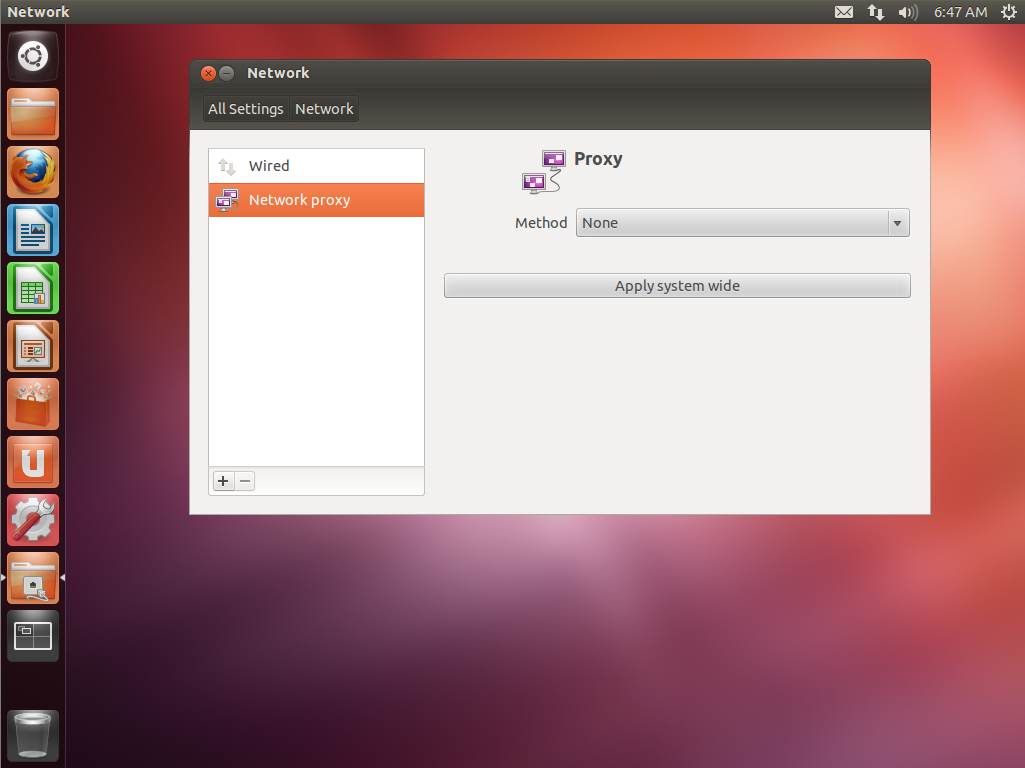 Network
6:47 AM
Network
All Settings
Network
Wired
Network proxy
Proxy
Method
None
Apply system wide